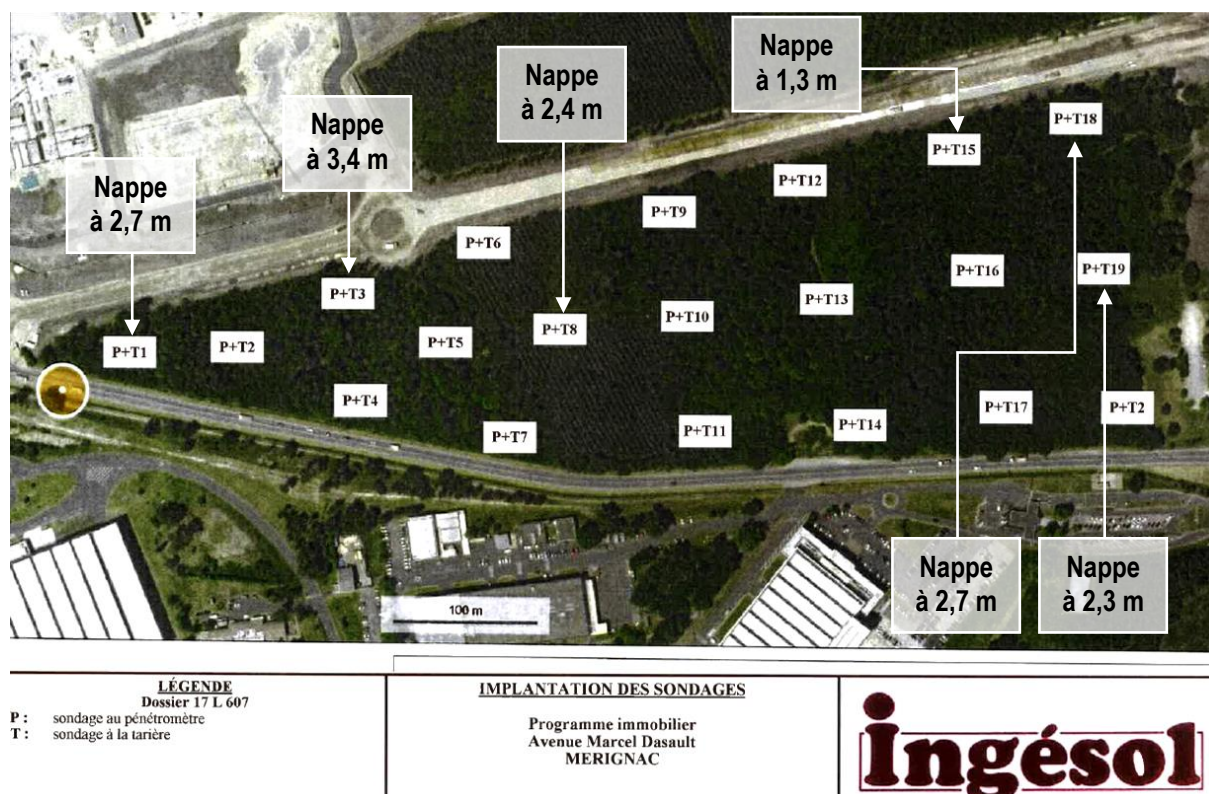 Nappe
à 1,3 m
Nappe
à 2,4 m
Nappe
à 3,4 m
Nappe
à 2,7 m
P+T18
P+T15
P+T12
P+T9
P+T6
P+T16
P+T19
P+T3
P+T13
P+T10
P+T8
P+T5
P+T2
P+T1
P+T4
P+T17
P+T2
P+T14
P+T11
P+T7
Nappe
à 2,7 m
Nappe
à 2,3 m
100 m
LÉGENDE
Dossier 17 L 607
P : sondage au pénétromètre
T : sondage à la tarière
IMPLANTATION DES SONDAGES
Programme immobilier
Avenue Marcel Dasault
MERIGNAC
ingésol